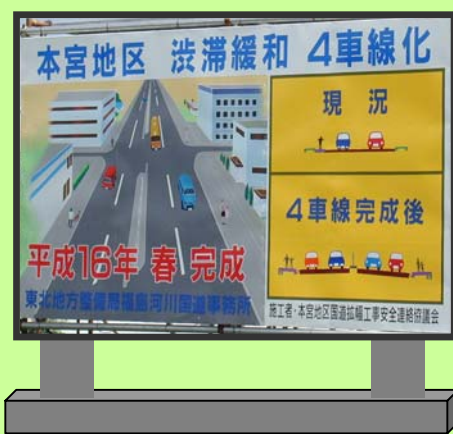 本宮地区 渋滞緩和 4車線化
現況
4車線完成後
平成16年 春 完成
東北地方整備局福島河川国道事務所
施工者・本宮地区国道拡幅工事安全連絡協議会